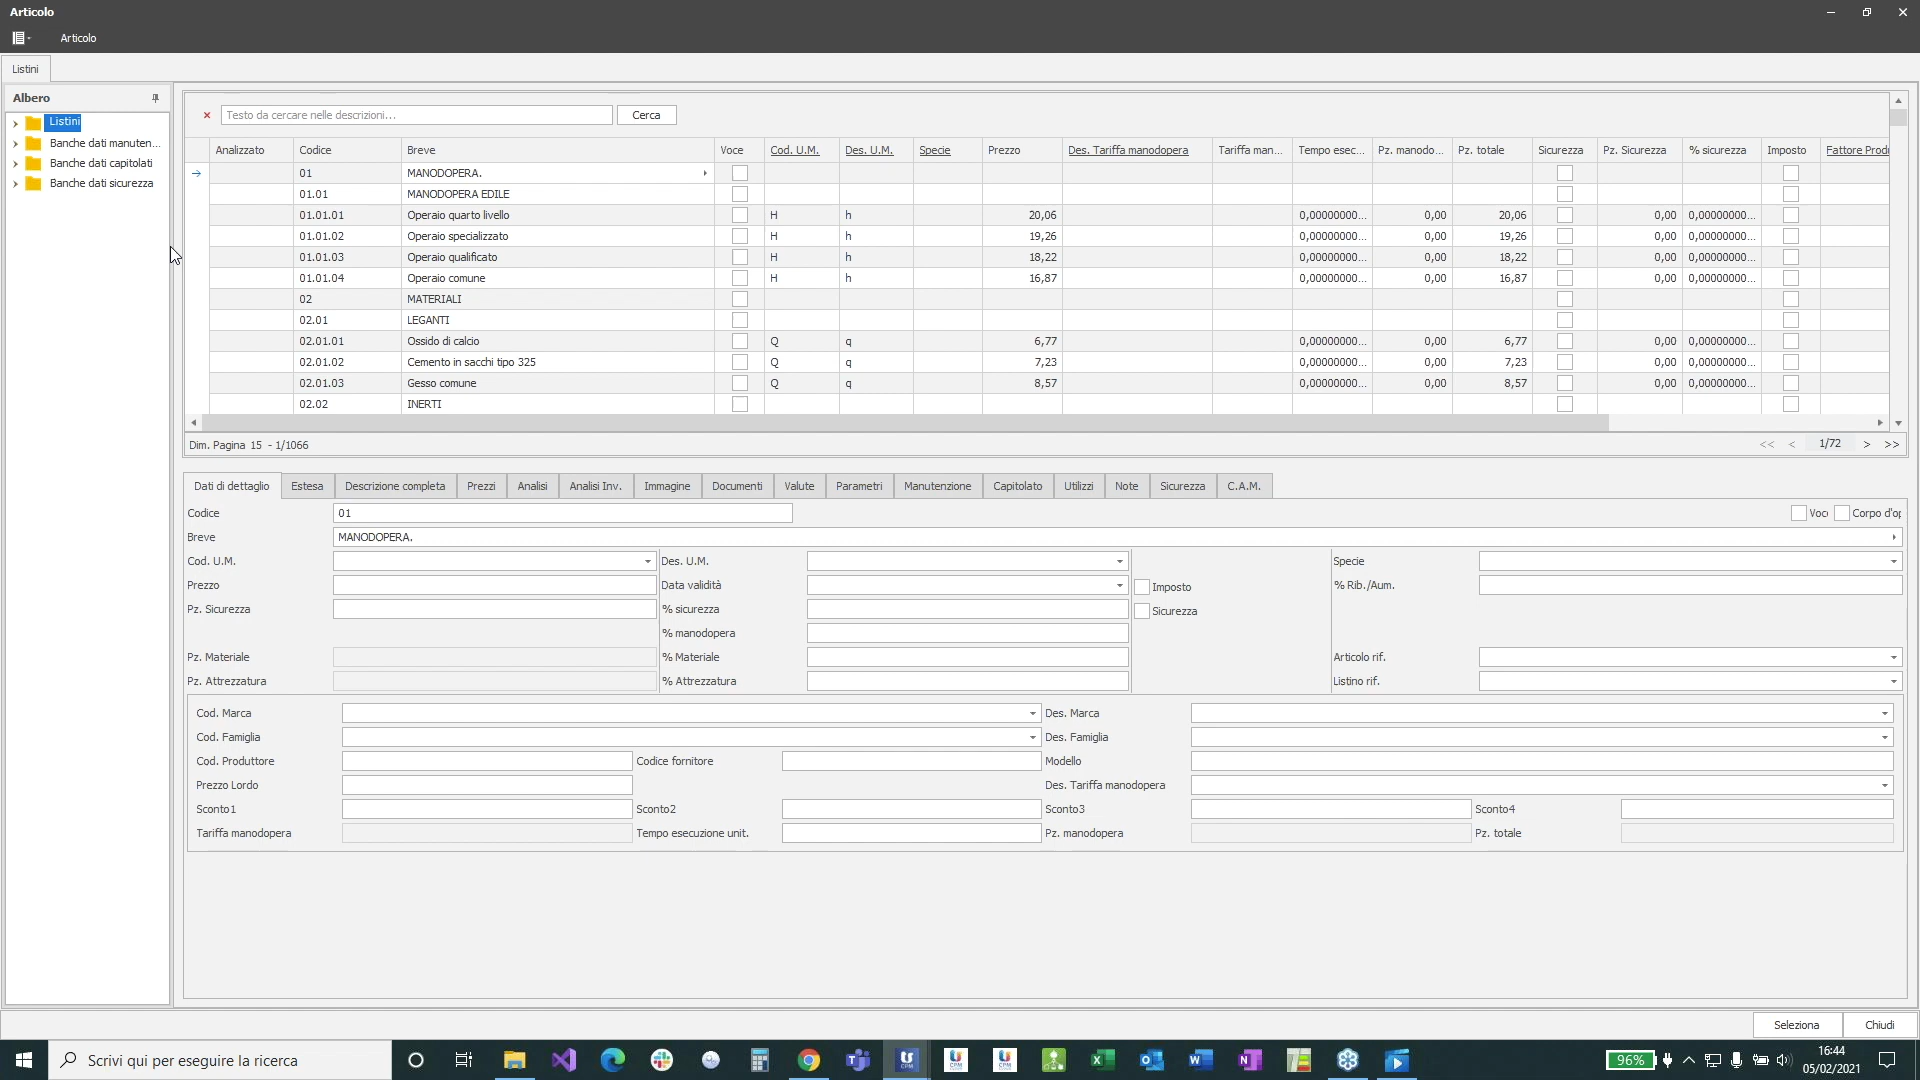 Articolo
Articolo
Listini
Albero
Listini
Banche dati manuten...
Banche dati capitolati
Banche dati sicurezza
Testo da cercare nelle descrizioni... Cerca
Analizzato Codice Breve Voce Cod. U.M. Des. U.M. Specie Prezzo Des. Tariffa manodopera Tariffa man... Tempo esec... Pz. manodo... Pz. totale Sicurezza Pz. Sicurezza % sicurezza Imposto Fattore Prod
01 MANODOPERA.
01.01 MANODOPERA EDILE
01.01.01 Operaio quarto livello H h 20,06 0,00000000... 0,00 20,06 0,00 0,00000000...
01.01.02 Operaio specializzato H h 19,26 0,00000000... 0,00 19,26 0,00 0,00000000...
01.01.03 Operaio qualificato H h 18,22 0,00000000... 0,00 18,22 0,00 0,00000000...
01.01.04 Operaio comune H h 16,87 0,00000000... 0,00 16,87 0,00 0,00000000...
02 MATERIALI
02.01 LEGANTI
02.01.01 Ossido di calcio Q q 6,77 0,00000000... 0,00 6,77 0,00 0,00000000...
02.01.02 Cemento in sacchi tipo 325 Q q 7,23 0,00000000... 0,00 7,23 0,00 0,00000000...
02.01.03 Gesso comune Q q 8,57 0,00000000... 0,00 8,57 0,00 0,00000000...
02.02 INERTI
Dim. Pagina 15 - 1/1066 << < 1/72 > >>
Dati di dettaglio Estesa Descrizione completa Prezzi Analisi Analisi Inv. Immagine Documenti Valute Parametri Manutenzione Capitolato Utilizzi Note Sicurezza C.A.M.
Codice 01 Voce Corpo d'op
Breve MANODOPERA.
Cod. U.M. Des. U.M. Specie
Prezzo Data validità Imposto % Rib./Aum.
Pz. Sicurezza % sicurezza Sicurezza
% manodopera
Pz. Materiale % Materiale Articolo rif.
Pz. Attrezzatura % Attrezzatura Listino rif.
Cod. Marca Des. Marca
Cod. Famiglia Des. Famiglia
Cod. Produttore Codice fornitore Modello
Prezzo Lordo Des. Tariffa manodopera
Sconto1 Sconto2 Sconto3 Sconto4
Tariffa manodopera Tempo esecuzione unit. Pz. manodopera Pz. totale
Seleziona Chiudi
Scrivi qui per eseguire la ricerca 96% 16:44
05/02/2021